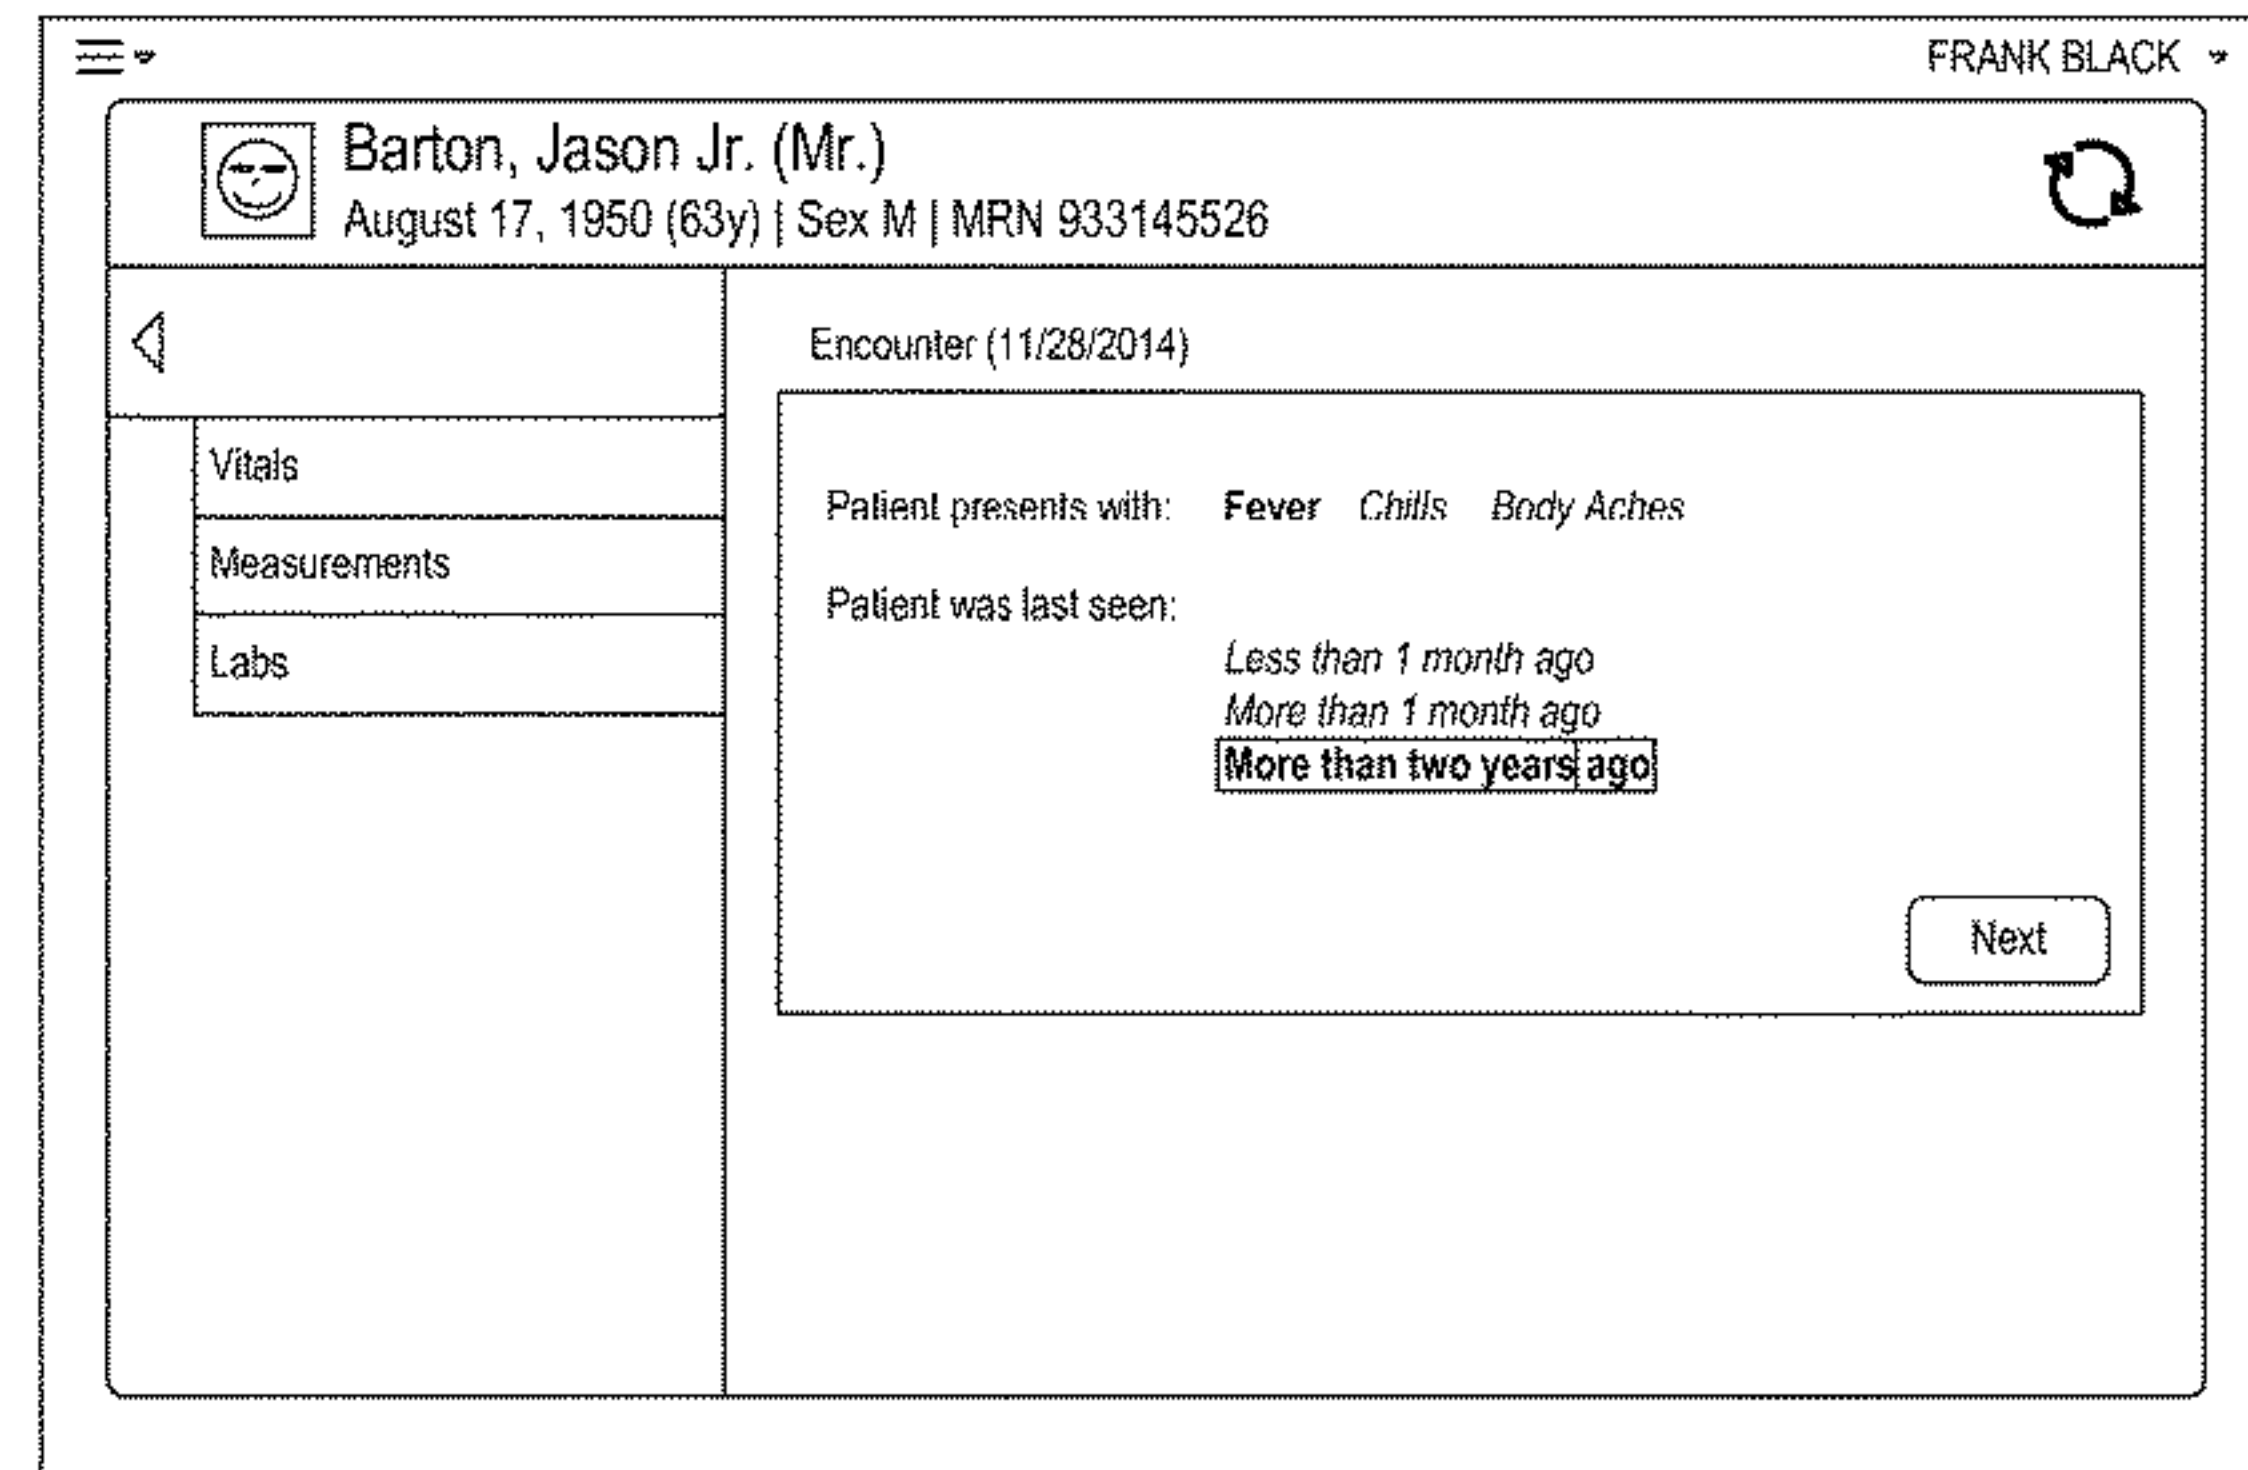 FRANK BLACK
Barton, Jason Jr. (Mr.)
August 17, 1950 (63y) | Sex M | MRN 933145526
Encounter (11/28/2014)
Vitals
Measurements
Labs
Patient presents with: Fever Chills Body Aches
Patient was last seen:
Less than 1 month ago
More than 1 month ago
More than two years ago
Next